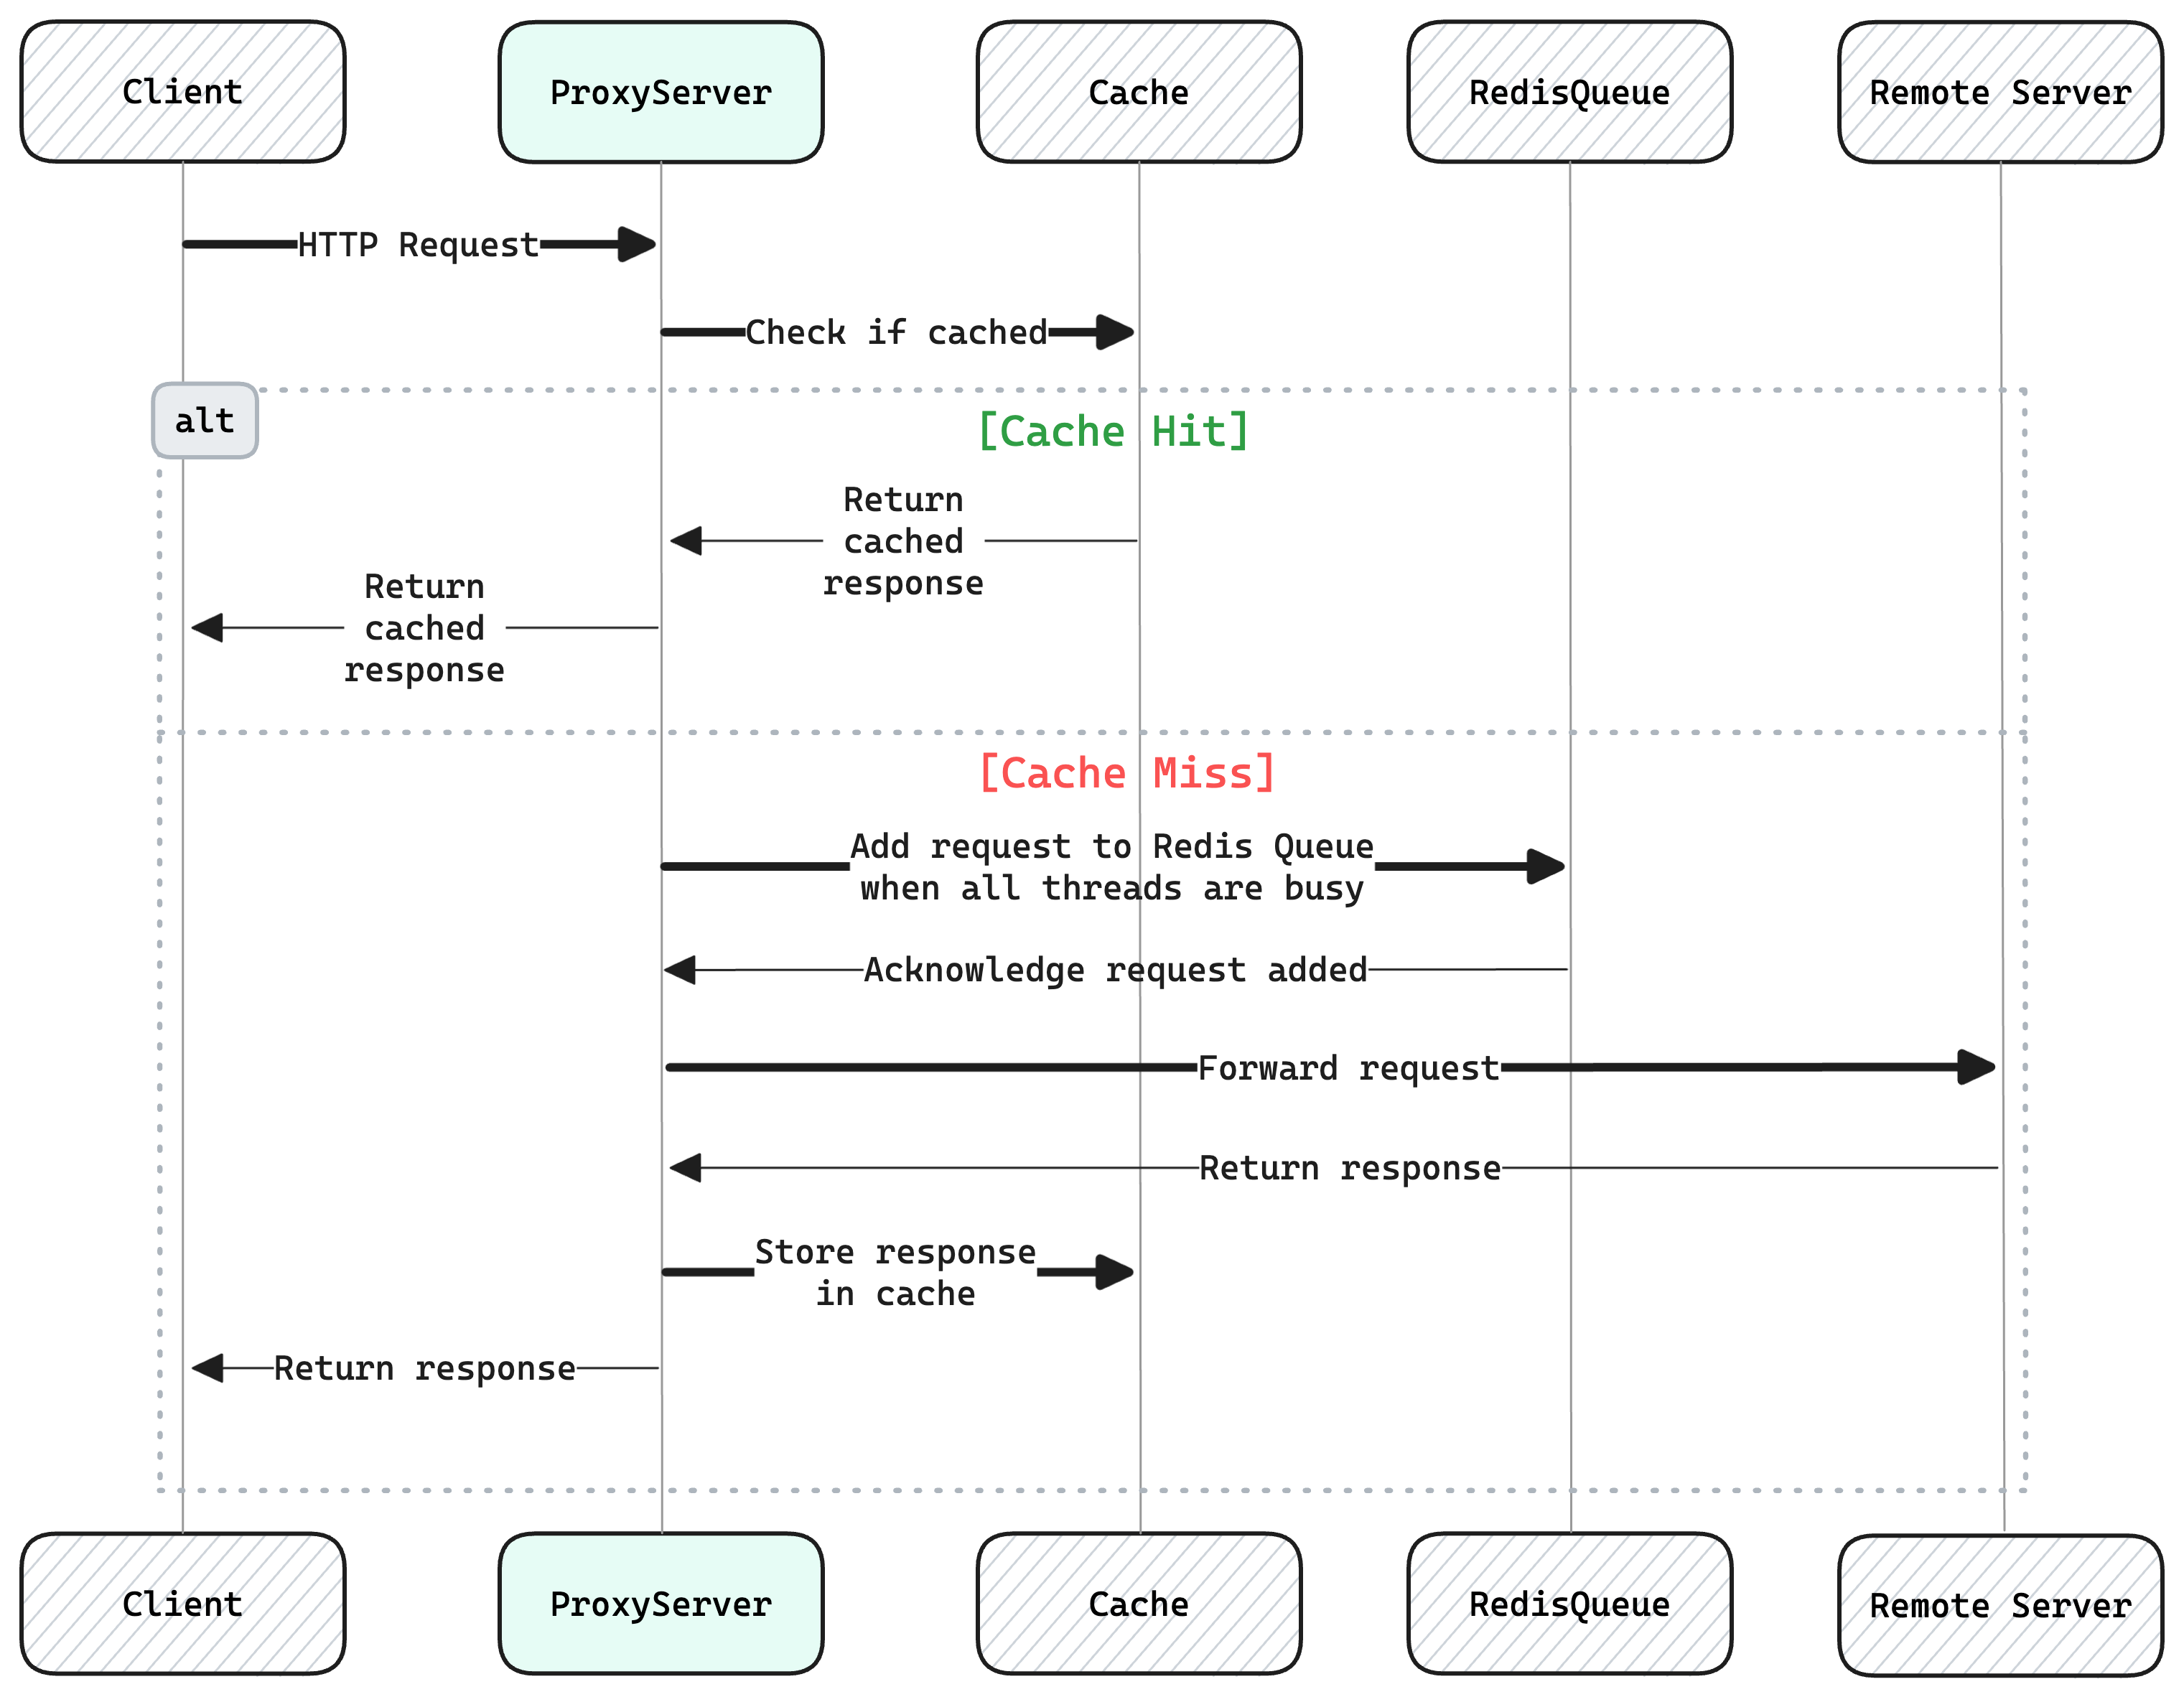 Client
ProxyServer
Cache
RedisQueue
Remote Server
HTTP Request
Check if cached
alt
[Cache Hit]
Return
cached
response
Return
cached
response
[Cache Miss]
Add request to Redis Queue
when all threads are busy
Acknowledge request added
Forward request
Return response
Store response
in cache
Return response
Client
ProxyServer
Cache
RedisQueue
Remote Server